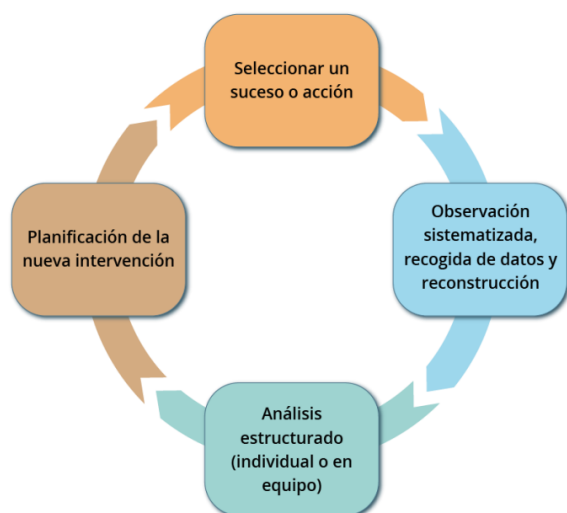 Seleccionar un
suceso o acción
Observación
sistematizada,
recogida de datos y
reconstrucción
Análisis
estructurado
(individual o en
equipo)
Planificación de la
nueva intervención